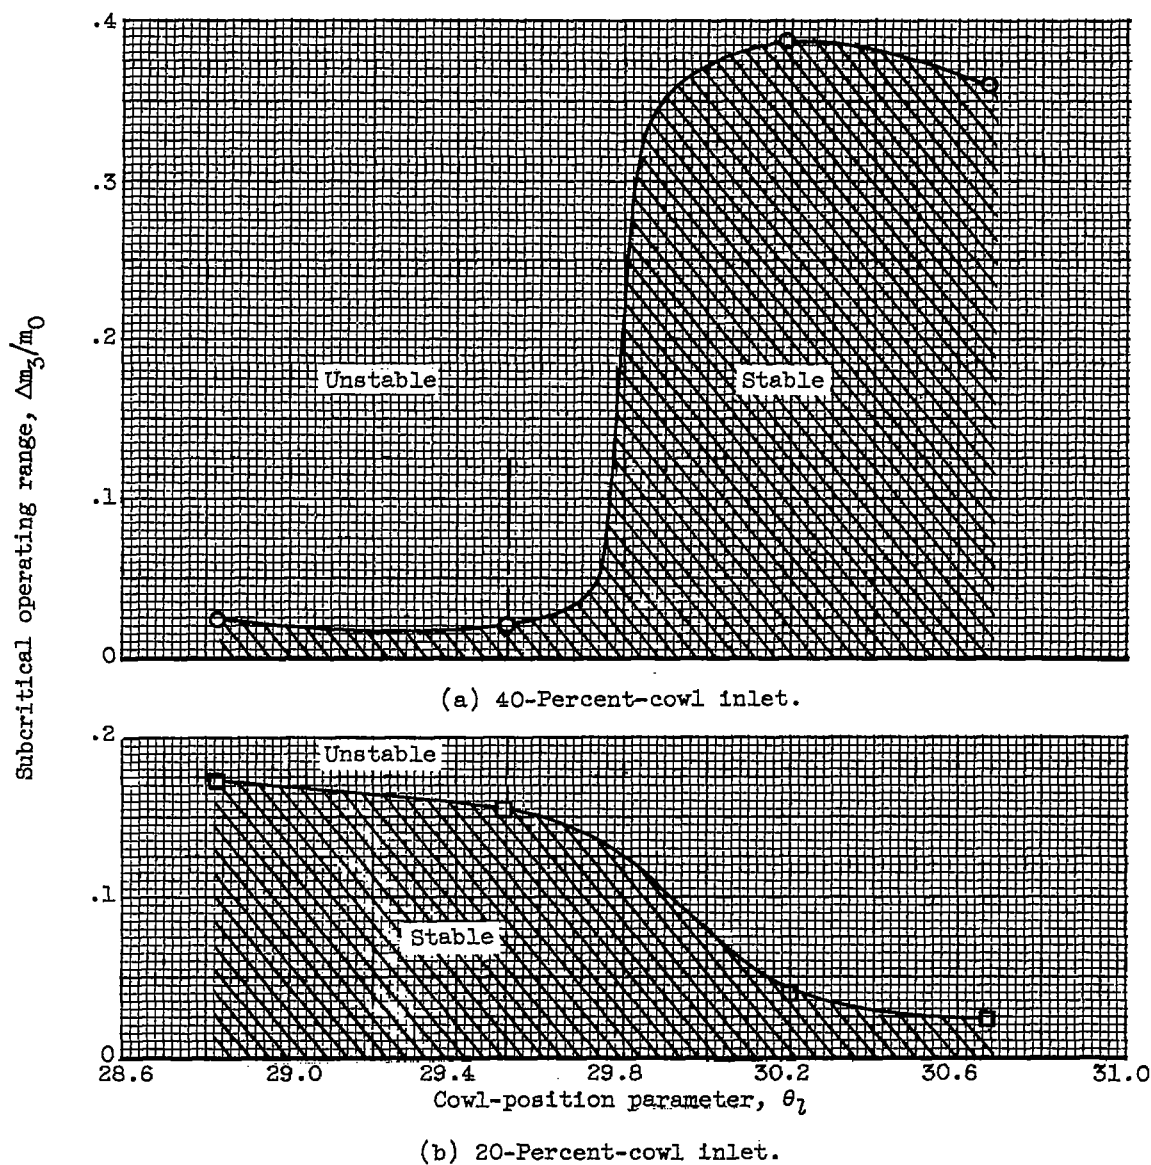 .4
.3
.2
.1
0
Subcritical operating range, Δm₃/m₀
Unstable
Stable
(a) 40-Percent-cowl inlet.
.2
.1
0
Unstable
Stable
28.6 29.0 29.4 29.8 30.2 30.6 31.0
Cowl-position parameter, θₗ
(b) 20-Percent-cowl inlet.